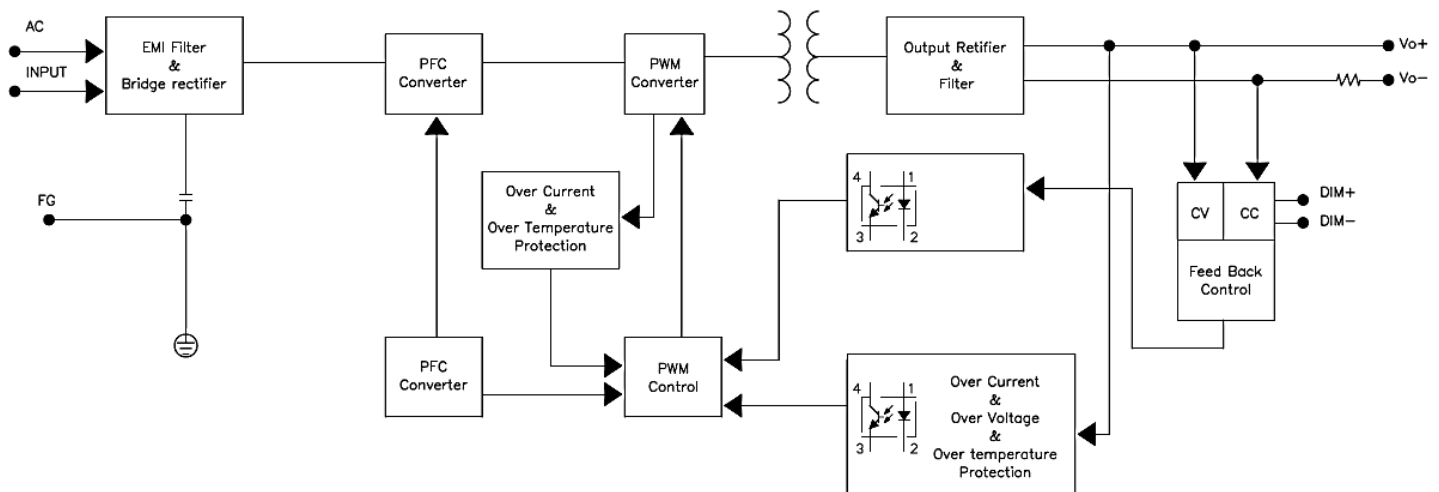 AC
INPUT
EMI Filter
&
Bridge rectifier
PFC
Converter
PWM
Converter
Output Retifier
&
Filter
Vo+
Vo-
FG
Over Current
&
Over Temperature
Protection
4
1
3
2
CV
CC
DIM+
DIM-
Feed Back
Control
PFC
Converter
PWM
Control
4
1
3
2
Over Current
&
Over Voltage
&
Over temperature
Protection